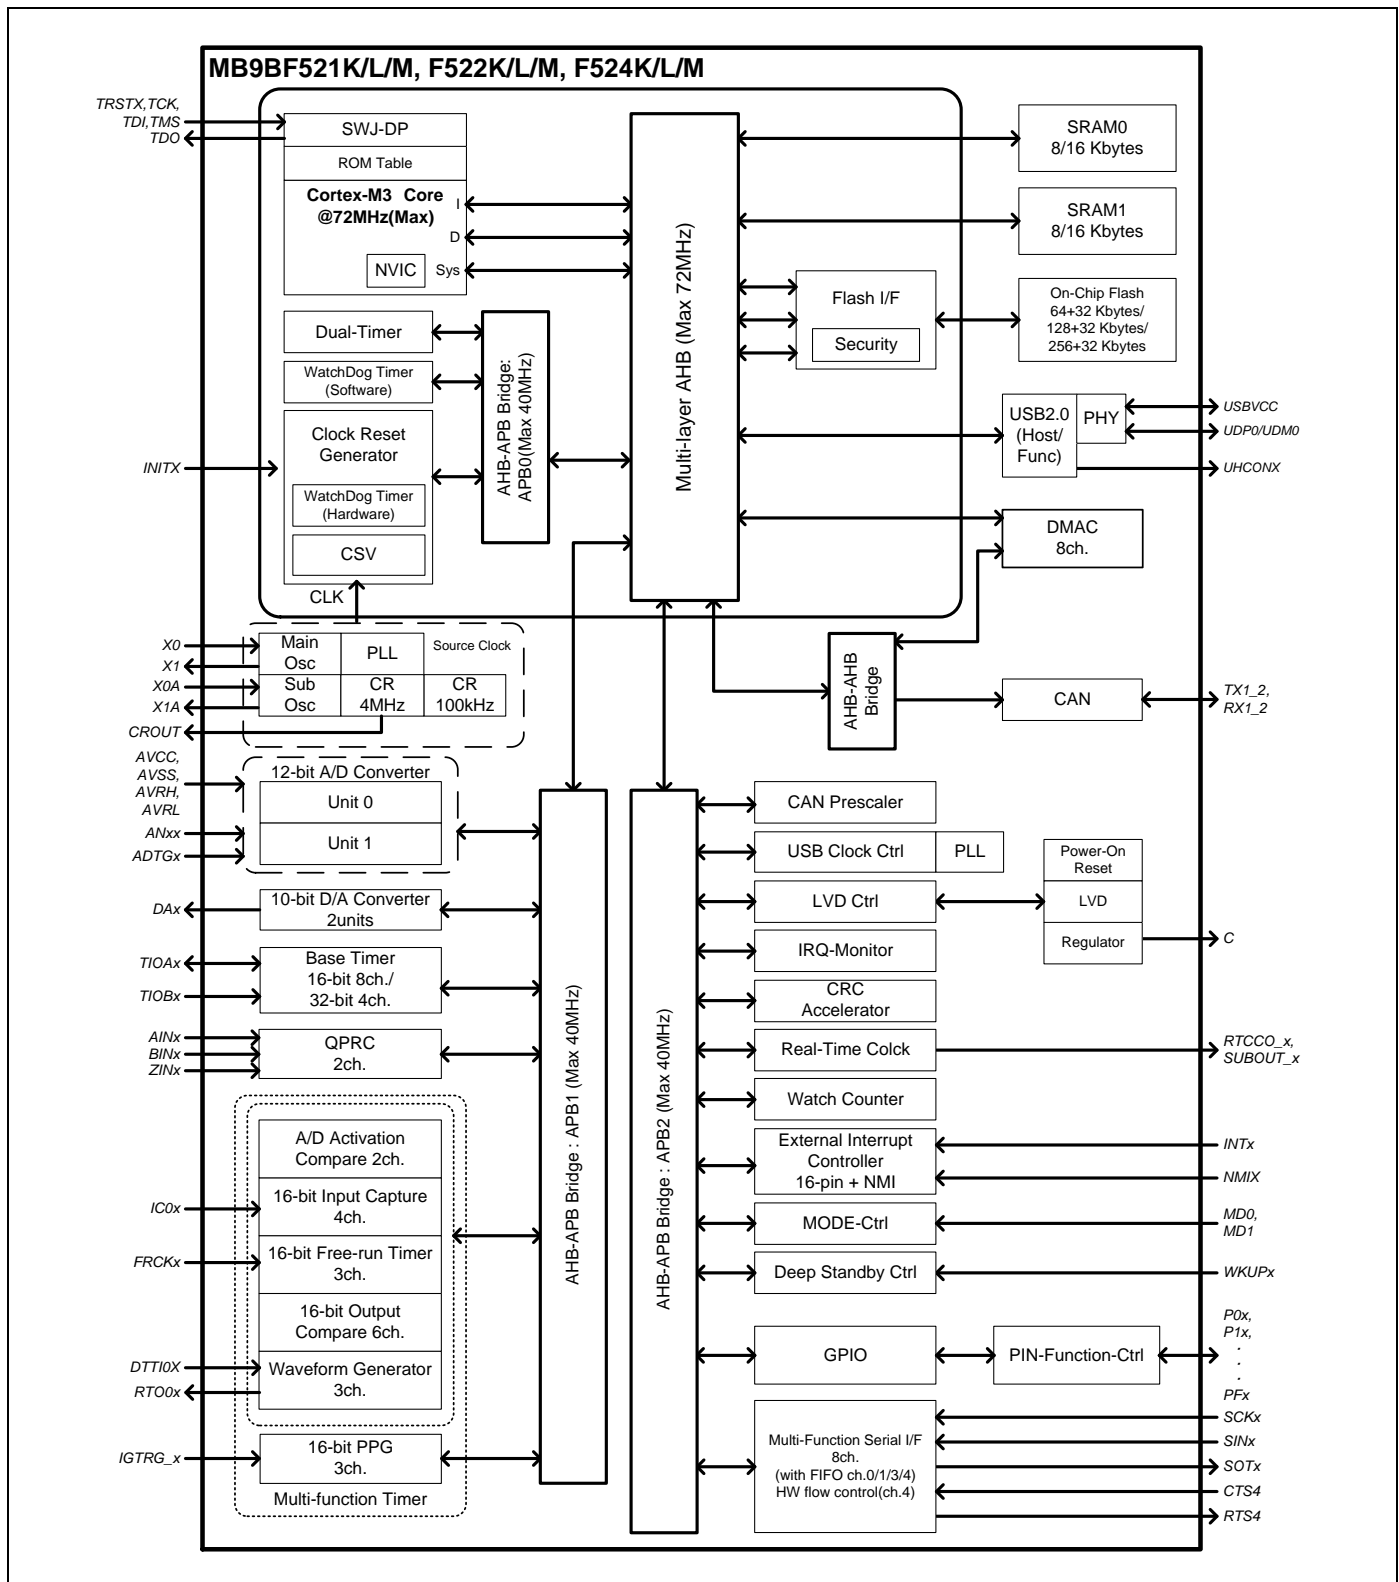 MB9BF521K/L/M, F522K/L/M, F524K/L/M
TRSTX,TCK,
TDI,TMS
TDO
SWJ-DP
ROM Table
Cortex-M3 Core
@72MHz(Max)
I
D
NVIC
Sys
Dual-Timer
WatchDog Timer
(Software)
Clock Reset
Generator
INITX
WatchDog Timer
(Hardware)
CSV
CLK
AHB-APB Bridge:
APB0(Max 40MHz)
Multi-layer AHB (Max 72MHz)
SRAM0
8/16 Kbytes
SRAM1
8/16 Kbytes
Flash I/F
Security
On-Chip Flash
64+32 Kbytes/
128+32 Kbytes/
256+32 Kbytes
USB2.0
(Host/
Func)
PHY
USBVCC
UDP0/UDM0
UHCONX
DMAC
8ch.
AHB-AHB
Bridge
CAN
TX1_2,
RX1_2
X0
X1
X0A
X1A
CROUT
Main
Osc
PLL
Source Clock
Sub
Osc
CR
4MHz
CR
100kHz
AVCC,
AVSS,
AVRH,
AVRL
ANxx
ADTGx
12-bit A/D Converter
Unit 0
Unit 1
DAx
10-bit D/A Converter
2units
TIOAx
TIOBx
Base Timer
16-bit 8ch./
32-bit 4ch.
AINx
BINx
ZINx
QPRC
2ch.
A/D Activation
Compare 2ch.
IC0x
16-bit Input Capture
4ch.
FRCKx
16-bit Free-run Timer
3ch.
16-bit Output
Compare 6ch.
DTTI0X
RTO0x
Waveform Generator
3ch.
IGTRG_x
16-bit PPG
3ch.
Multi-function Timer
AHB-APB Bridge : APB1 (Max 40MHz)
AHB-APB Bridge : APB2 (Max 40MHz)
CAN Prescaler
USB Clock Ctrl
PLL
LVD Ctrl
Power-On
Reset
LVD
Regulator
C
IRQ-Monitor
CRC
Accelerator
Real-Time Colck
RTCCO_x,
SUBOUT_x
Watch Counter
External Interrupt
Controller
16-pin + NMI
INTx
NMIX
MODE-Ctrl
MD0,
MD1
Deep Standby Ctrl
WKUPx
GPIO
PIN-Function-Ctrl
P0x,
P1x,
.
.
.
PFx
Multi-Function Serial I/F
8ch.
(with FIFO ch.0/1/3/4)
HW flow control(ch.4)
SCKx
SINx
SOTx
CTS4
RTS4